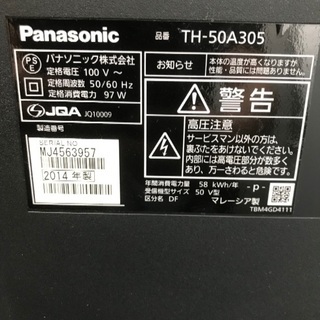 Panasonic
品番 TH-50A305
PS
E
パナソニック株式会社
定格電圧 100 V ～
定格周波数 50/60 Hz
定格消費電力 97 W
JQA JQ10009
製造番号
SERIAL NO.
MJ4563957
2014 年製
お知らせ
本体の温度が高くなりますが
性能・品質には問題ありません
警告
高圧注意
サービスマン以外の方は、
裏ぶたをあけないでください
内部には高電圧部分が数多く
あり、万一さわると危険です
年間消費電力量 58 kWh/年
受信機型サイズ 50 V型
区分名 DF
-p-
マレーシア製
TBM4GD4111